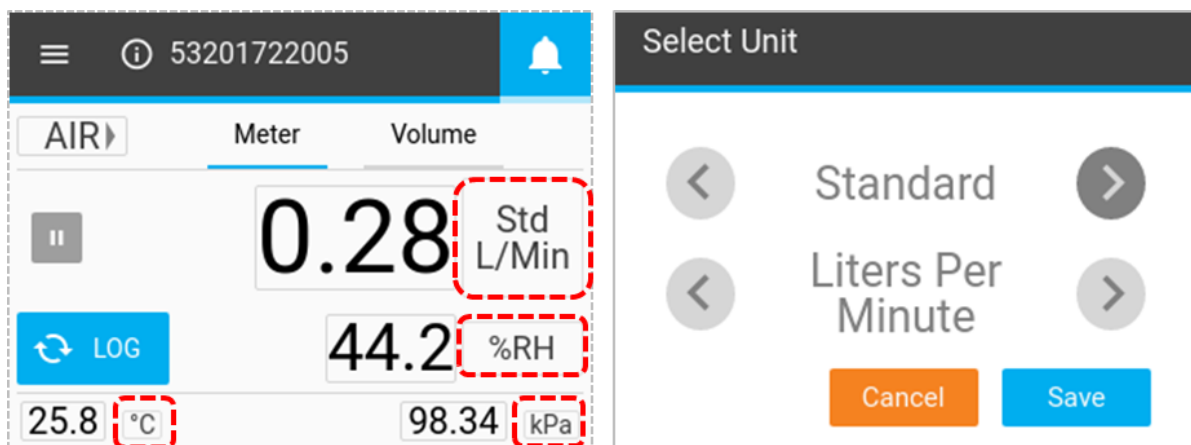 53201722005
AIR
Meter Volume
0.28 Std
L/Min
LOG
44.2 %RH
25.8 °C 98.34 kPa
Select Unit
Standard
Liters Per
Minute
Cancel Save